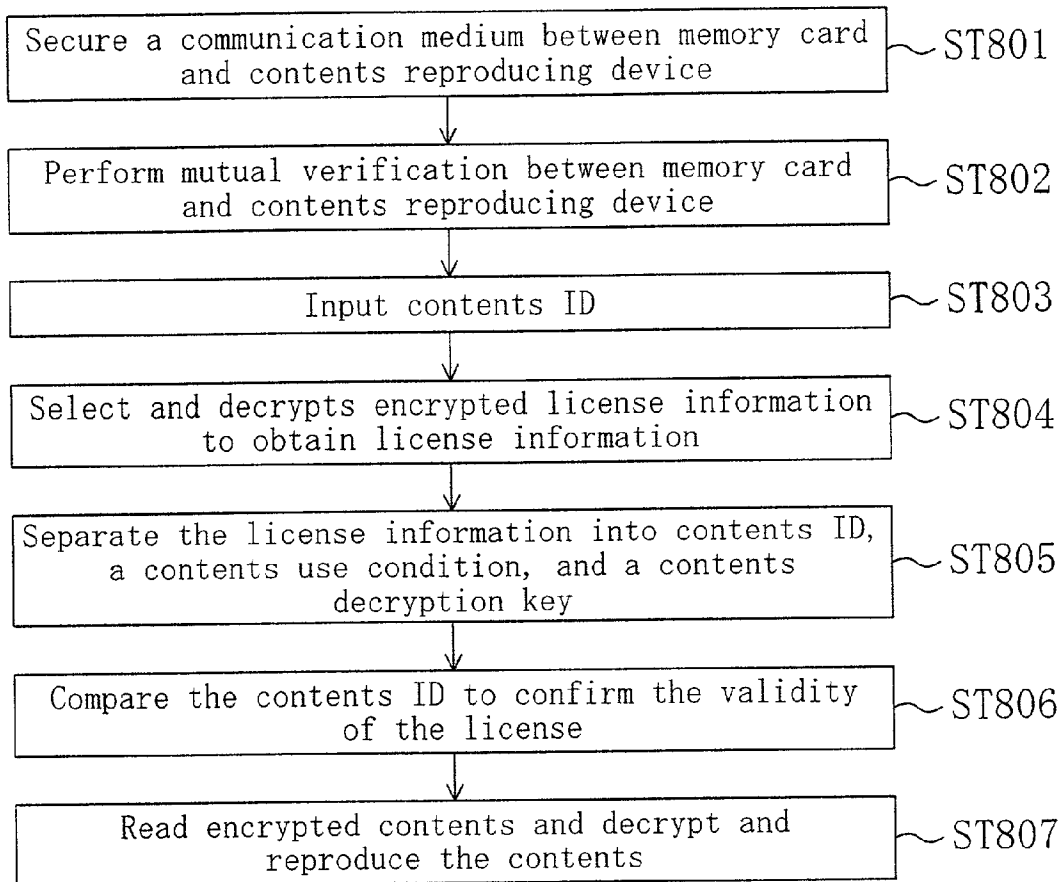 Secure a communication medium between memory card
and contents reproducing device
ST801
Perform mutual verification between memory card
and contents reproducing device
ST802
Input contents ID
ST803
Select and decrypts encrypted license information
to obtain license information
ST804
Separate the license information into contents ID,
a contents use condition, and a contents
decryption key
ST805
Compare the contents ID to confirm the validity
of the license
ST806
Read encrypted contents and decrypt and
reproduce the contents
ST807